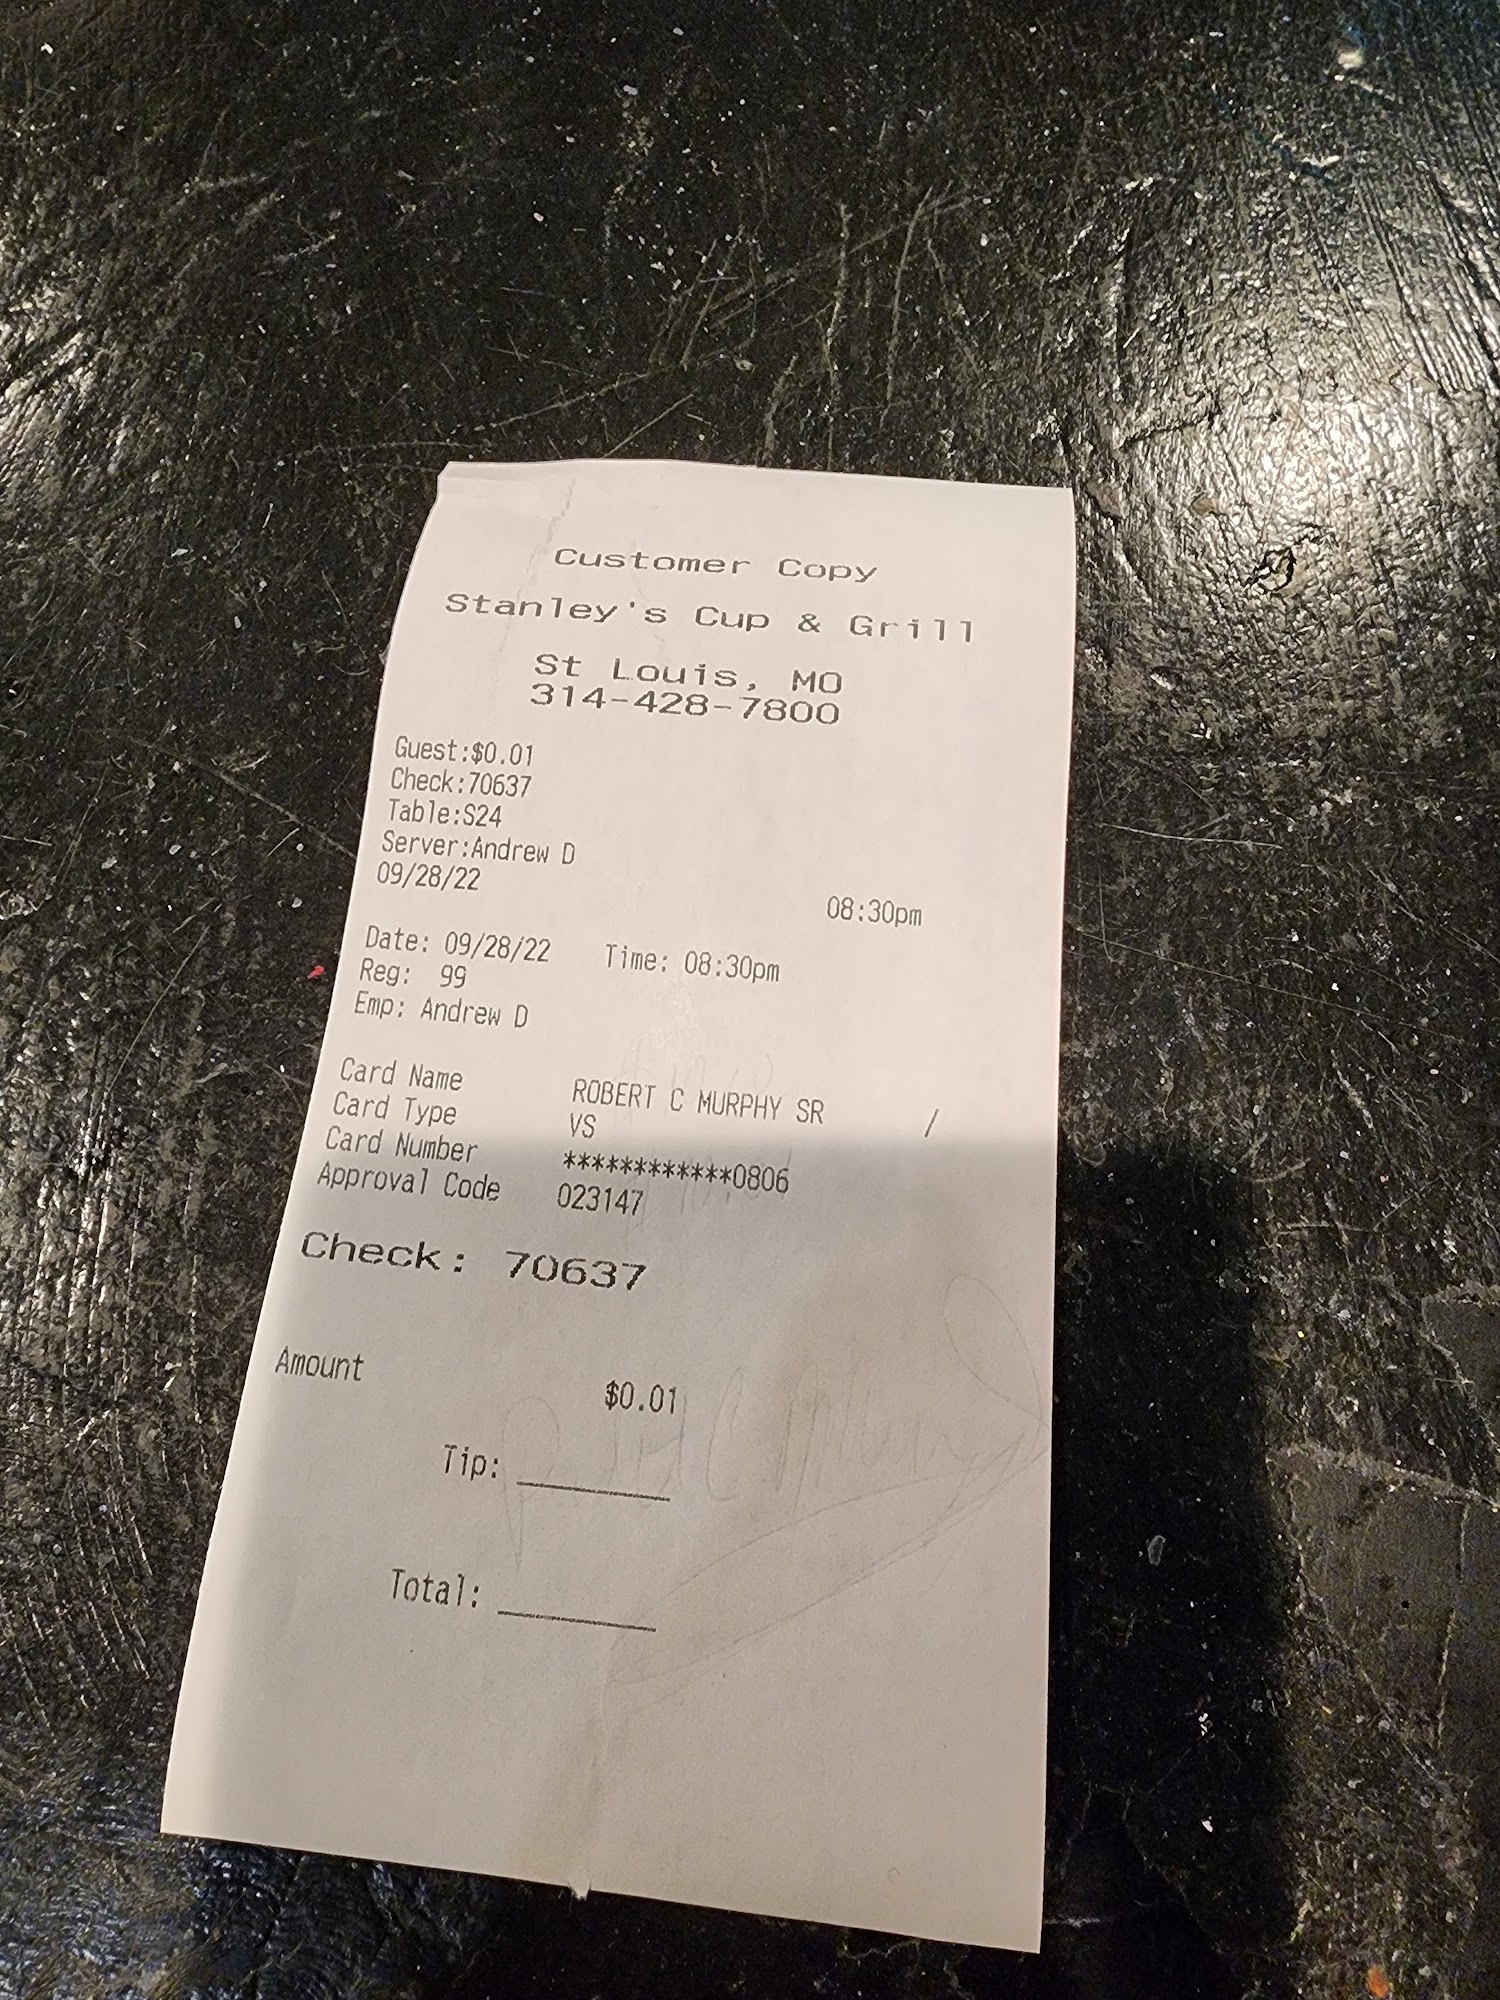 Customer Copy
Stanley's Cup & Grill
St Louis, MO
314-428-7800
Guest:$0.01
Check:70637
Table:S24
Server:Andrew D
09/28/22 08:30pm
Date: 09/28/22 Time: 08:30pm
Reg: 99
Emp: Andrew D
Card Name ROBERT C MURPHY SR /
Card Type VS
Card Number ************0806
Approval Code 023147
Check: 70637
Amount $0.01
Tip: ________
Total: ________